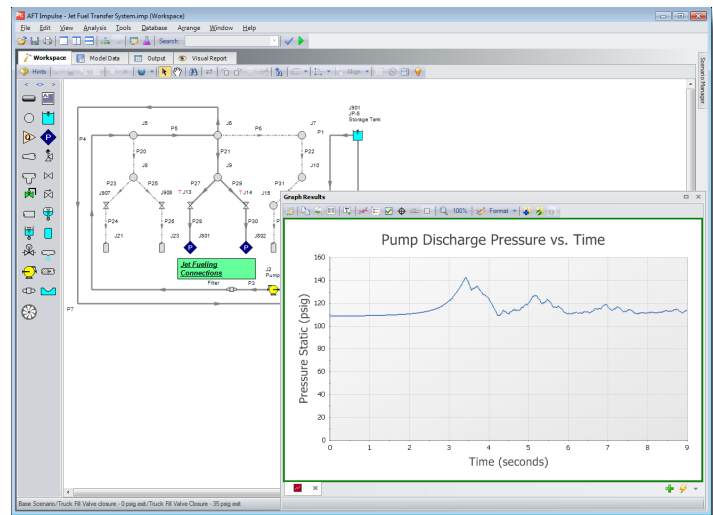 AFT Impulse - Jet Fuel Transfer System.imp (Workspace)
File Edit View Analysis Tools Database Arrange Window Help
Search:
Workspace Model Data Output Visual Report
Hints
Align
Scenario Manager
J901
JP-5
Storage Tank
J5 J6 J7
P4 P5 P6 P1
P20 P21 P22
J8 J9 J10
P23 P25 P27 P29 P31
J907 J908 T J13 T J14 J15
P24 P26 P28 P30
J21 J23 J801 J802
P P
Jet Fueling
Connections
Filter P3
J2
Pump
P7
Graph Results
100% Format
Pump Discharge Pressure vs. Time
Pressure Static (psig)
160
140
120
100
80
60
40
20
0
0 1 2 3 4 5 6 7 8 9
Time (seconds)
Base Scenario/Truck Fill Valve closure - 0 psig exit/Truck Fill Valve Closure - 35 psig exit